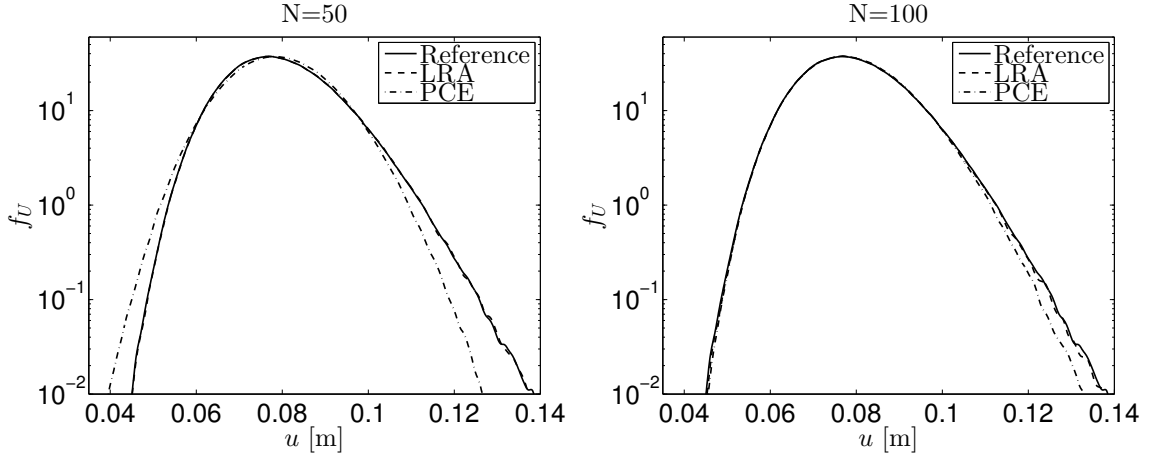 N=50
Reference
LRA
PCE
10^1
10^0
10^{-1}
10^{-2}
f_U
0.04 0.06 0.08 0.1 0.12 0.14
u [m]
N=100
Reference
LRA
PCE
10^1
10^0
10^{-1}
10^{-2}
f_U
0.04 0.06 0.08 0.1 0.12 0.14
u [m]